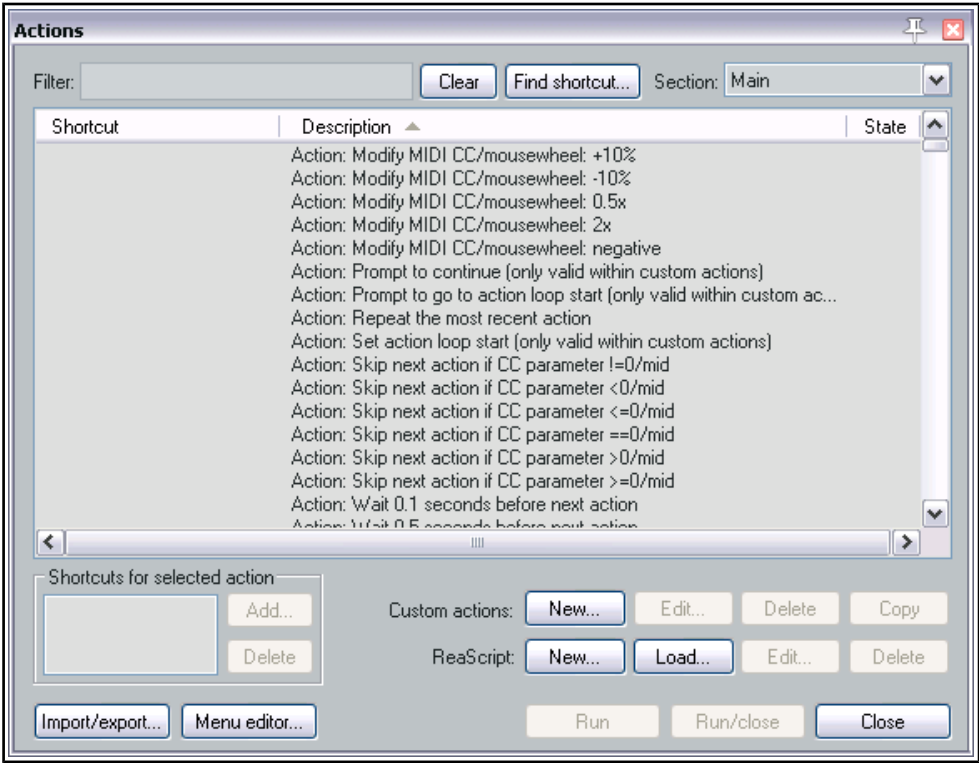 Actions
Filter: Clear Find shortcut... Section: Main
Shortcut Description State
Action: Modify MIDI CC/mousewheel: +10%
Action: Modify MIDI CC/mousewheel: -10%
Action: Modify MIDI CC/mousewheel: 0.5x
Action: Modify MIDI CC/mousewheel: 2x
Action: Modify MIDI CC/mousewheel: negative
Action: Prompt to continue (only valid within custom actions)
Action: Prompt to go to action loop start (only valid within custom ac...
Action: Repeat the most recent action
Action: Set action loop start (only valid within custom actions)
Action: Skip next action if CC parameter !=0/mid
Action: Skip next action if CC parameter <0/mid
Action: Skip next action if CC parameter <=0/mid
Action: Skip next action if CC parameter ==0/mid
Action: Skip next action if CC parameter >0/mid
Action: Skip next action if CC parameter >=0/mid
Action: Wait 0.1 seconds before next action
Action: Wait 0.5 seconds before next action
Shortcuts for selected action
Add... Custom actions: New... Edit... Delete Copy
Delete ReaScript: New... Load... Edit... Delete
Import/export... Menu editor... Run Run/close Close